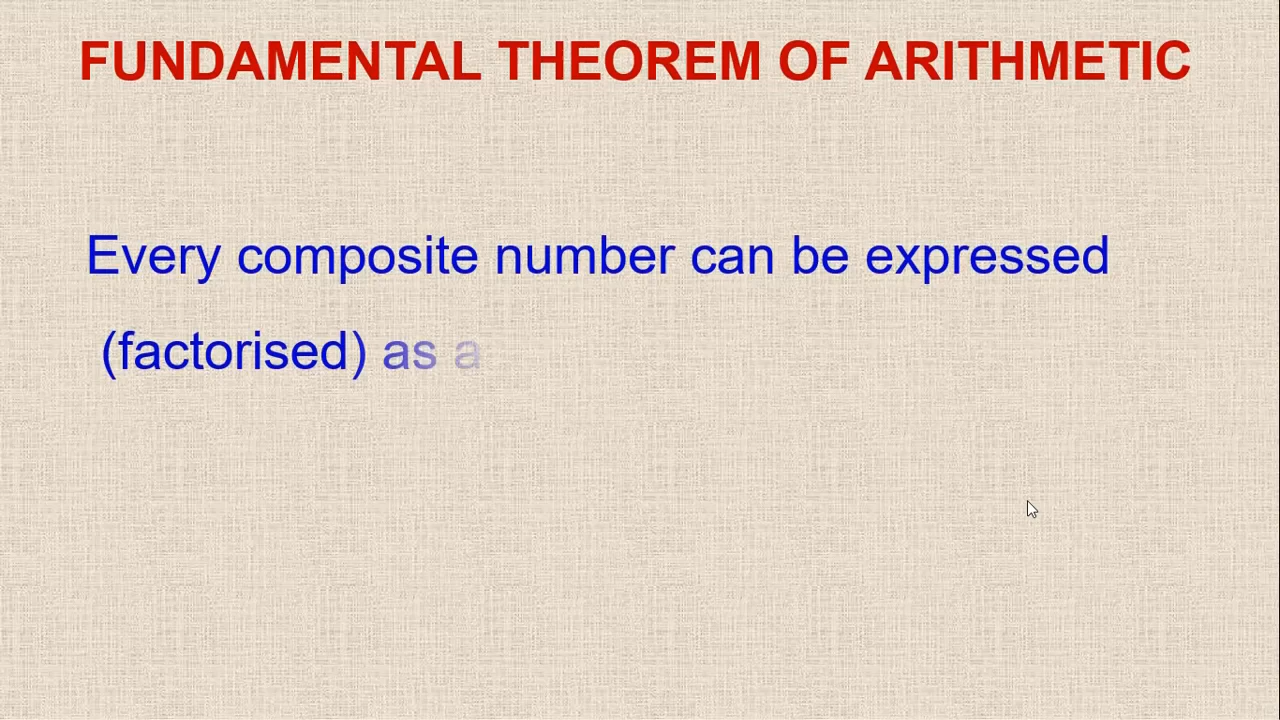 FUNDAMENTAL THEOREM OF ARITHMETIC
Every composite number can be expressed
(factorised) as a